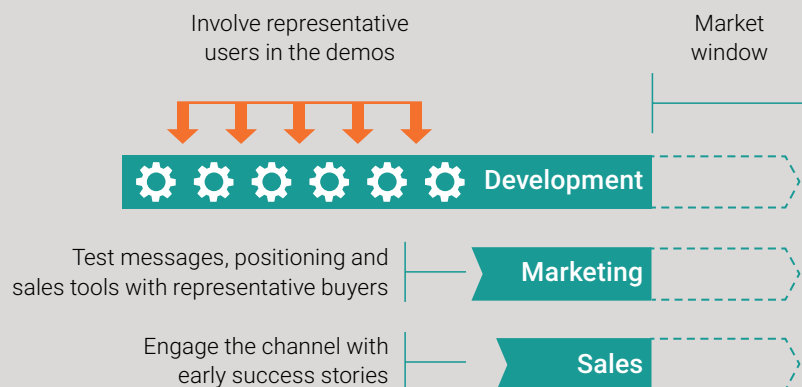 Involve representative
users in the demos
Market
window
Development
Test messages, positioning and
sales tools with representative buyers
Marketing
Engage the channel with
early success stories
Sales